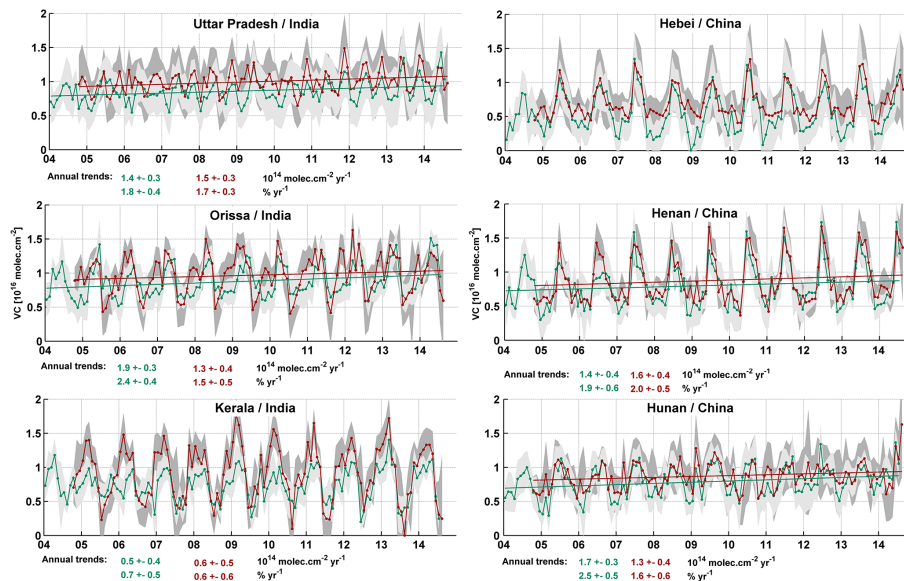 Uttar Pradesh / India
2
1.5
1
0.5
0
04 05 06 07 08 09 10 11 12 13 14
Annual trends: 1.4 +- 0.3 1.5 +- 0.3 10^14 molec.cm^-2 yr^-1
1.8 +- 0.4 1.7 +- 0.3 % yr^-1
Hebei / China
2
1.5
1
0.5
0
04 05 06 07 08 09 10 11 12 13 14
Orissa / India
VC [10^16 molec.cm^-2]
2
1.5
1
0.5
0
04 05 06 07 08 09 10 11 12 13 14
Annual trends: 1.9 +- 0.3 1.3 +- 0.4 10^14 molec.cm^-2 yr^-1
2.4 +- 0.4 1.5 +- 0.5 % yr^-1
Henan / China
VC [10^16 molec.cm^-2]
2
1.5
1
0.5
0
04 05 06 07 08 09 10 11 12 13 14
Annual trends: 1.4 +- 0.4 1.6 +- 0.4 10^14 molec.cm^-2 yr^-1
1.9 +- 0.6 2.0 +- 0.5 % yr^-1
Kerala / India
2
1.5
1
0.5
0
04 05 06 07 08 09 10 11 12 13 14
Annual trends: 0.5 +- 0.4 0.6 +- 0.5 10^14 molec.cm^-2 yr^-1
0.7 +- 0.5 0.6 +- 0.6 % yr^-1
Hunan / China
2
1.5
1
0.5
0
04 05 06 07 08 09 10 11 12 13 14
Annual trends: 1.7 +- 0.3 1.3 +- 0.4 10^14 molec.cm^-2 yr^-1
2.5 +- 0.5 1.6 +- 0.6 % yr^-1